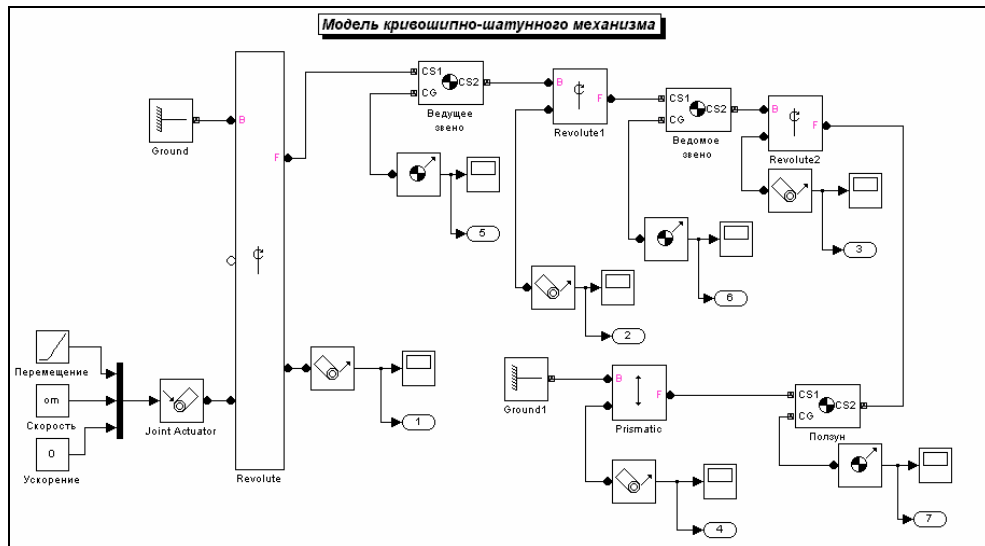 Модель кривошипно-шатунного механизма
B
F
Ground
Revolute
CS1
CG
CS2
Ведущее
звено
5
B
F
Revolute1
2
CS1
CG
CS2
Ведомое
звено
6
B
F
Revolute2
3
Перемещение
om
Скорость
0
Ускорение
Joint Actuator
1
Ground1
B
F
Prismatic
4
CS1
CG
CS2
Ползун
7